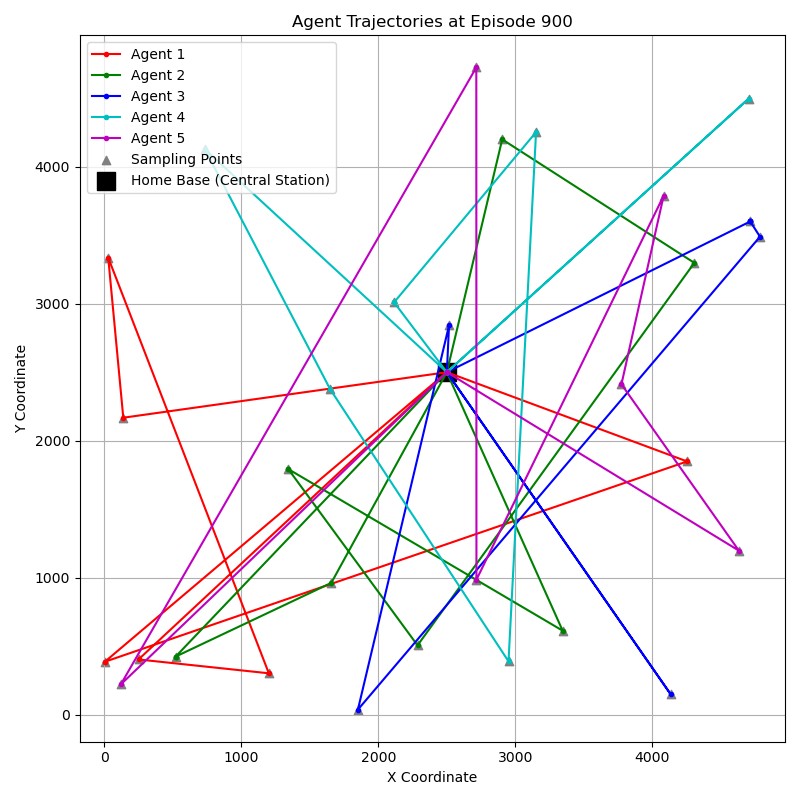 Agent Trajectories at Episode 900
Agent 1
Agent 2
Agent 3
Agent 4
Agent 5
Sampling Points
Home Base (Central Station)
4000
3000
2000
1000
0
Y Coordinate
0 1000 2000 3000 4000
X Coordinate